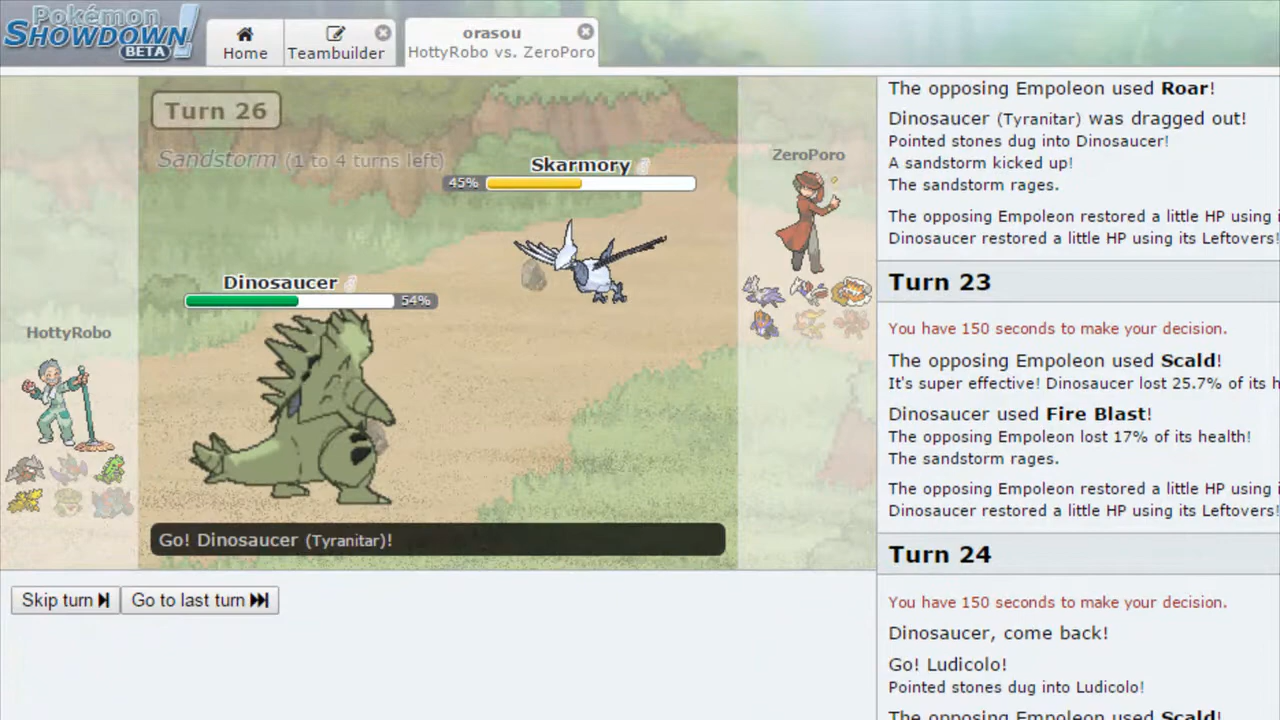 Pokémon
SHOWDOWN!
BETA
Home
Teambuilder
orasou
HottyRobo vs. ZeroPoro
Turn 26
Sandstorm (1 to 4 turns left)
Skarmory
45%
Dinosaucer
54%
HottyRobo
ZeroPoro
Go! Dinosaucer (Tyranitar)!
Skip turn
Go to last turn
The opposing Empoleon used Roar!
Dinosaucer (Tyranitar) was dragged out!
Pointed stones dug into Dinosaucer!
A sandstorm kicked up!
The sandstorm rages.
The opposing Empoleon restored a little HP using i
Dinosaucer restored a little HP using its Leftovers!
Turn 23
You have 150 seconds to make your decision.
The opposing Empoleon used Scald!
It's super effective! Dinosaucer lost 25.7% of its h
Dinosaucer used Fire Blast!
The opposing Empoleon lost 17% of its health!
The sandstorm rages.
The opposing Empoleon restored a little HP using i
Dinosaucer restored a little HP using its Leftovers!
Turn 24
You have 150 seconds to make your decision.
Dinosaucer, come back!
Go! Ludicolo!
Pointed stones dug into Ludicolo!
The opposing Empoleon used Scald!